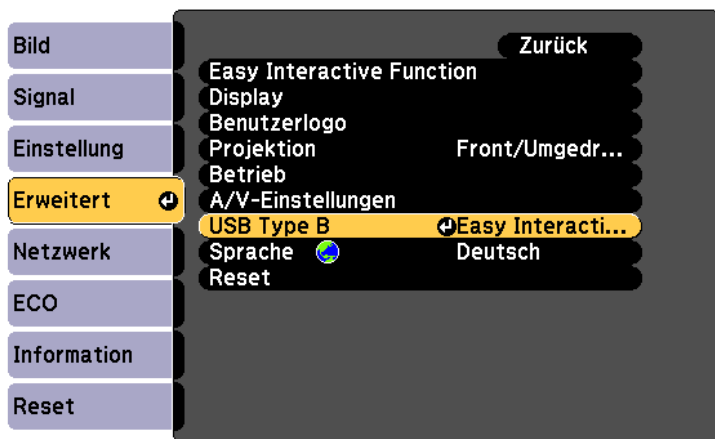 Bild
Signal
Einstellung
Erweitert
Netzwerk
ECO
Information
Reset
Zurück
Easy Interactive Function
Display
Benutzerlogo
Projektion Front/Umgedr...
Betrieb
A/V-Einstellungen
USB Type B Easy Interacti...
Sprache Deutsch
Reset